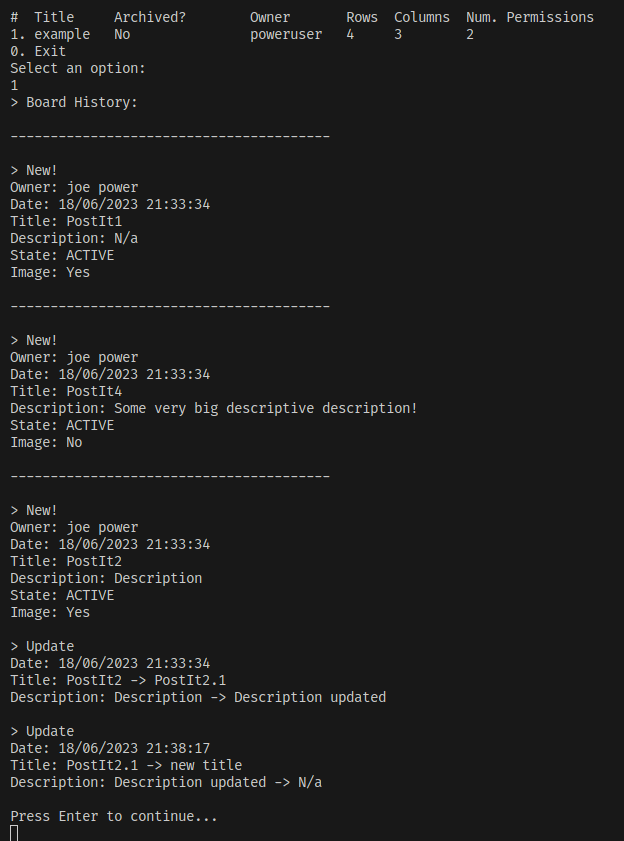 #  Title     Archived?        Owner       Rows  Columns  Num. Permissions
1. example   No               poweruser   4     3        2
0. Exit
Select an option:
1
> Board History:
----------------------------------------
> New!
Owner: joe power
Date: 18/06/2023 21:33:34
Title: PostIt1
Description: N/a
State: ACTIVE
Image: Yes
----------------------------------------
> New!
Owner: joe power
Date: 18/06/2023 21:33:34
Title: PostIt4
Description: Some very big descriptive description!
State: ACTIVE
Image: No
----------------------------------------
> New!
Owner: joe power
Date: 18/06/2023 21:33:34
Title: PostIt2
Description: Description
State: ACTIVE
Image: Yes
> Update
Date: 18/06/2023 21:33:34
Title: PostIt2 -> PostIt2.1
Description: Description -> Description updated
> Update
Date: 18/06/2023 21:38:17
Title: PostIt2.1 -> new title
Description: Description updated -> N/a
Press Enter to continue...